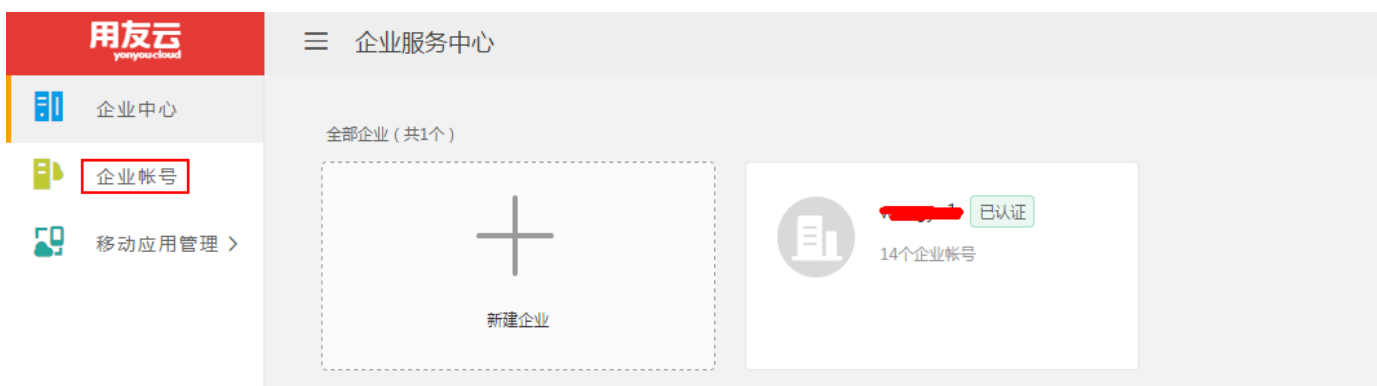 用友云
yonyoucloud
企业服务中心
企业中心
企业帐号
移动应用管理
全部企业 ( 共1个 )
新建企业
已认证
14个企业帐号